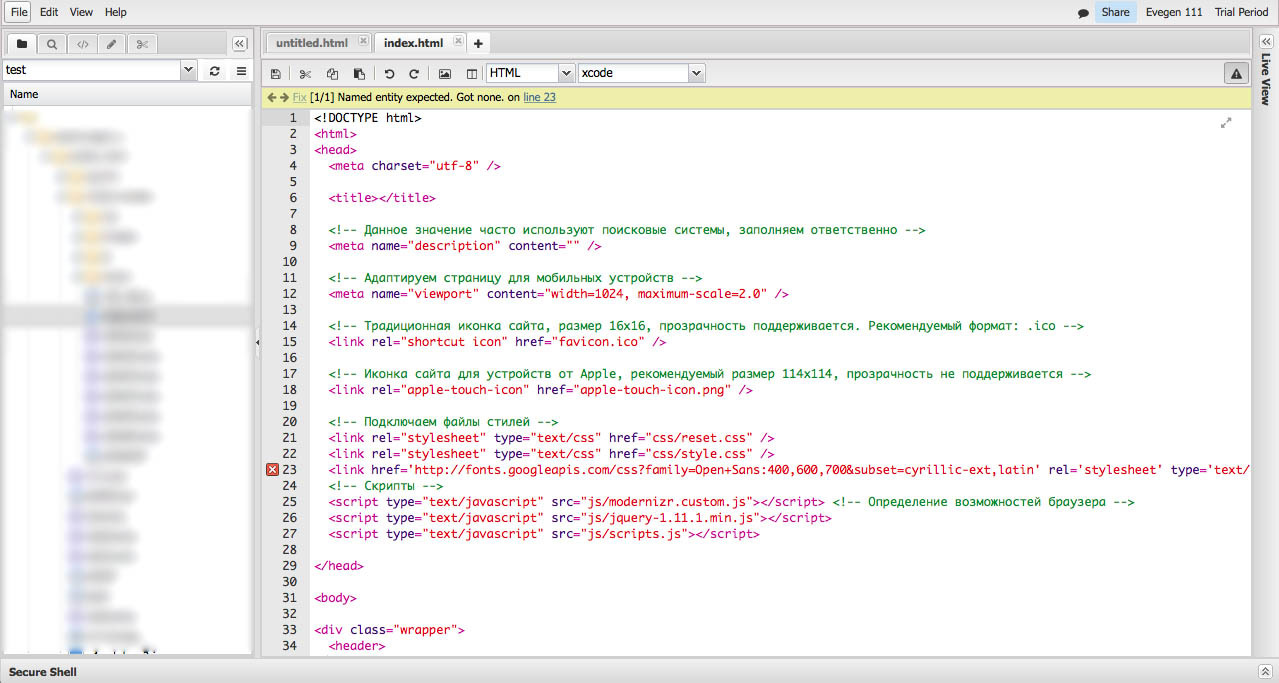 File Edit View Help Share Evegen 111 Trial Period
untitled.html index.html
test
HTML xcode
Live View
Name
Fix [1/1] Named entity expected. Got none. on line 23
1 <!DOCTYPE html>
2 <html>
3 <head>
4 <meta charset="utf-8" />
5
6 <title></title>
7
8 <!-- Данное значение часто используют поисковые системы, заполняем ответственно -->
9 <meta name="description" content="" />
10
11 <!-- Адаптируем страницу для мобильных устройств -->
12 <meta name="viewport" content="width=1024, maximum-scale=2.0" />
13
14 <!-- Традиционная иконка сайта, размер 16x16, прозрачность поддерживается. Рекомендуемый формат: .ico -->
15 <link rel="shortcut icon" href="favicon.ico" />
16
17 <!-- Иконка сайта для устройств от Apple, рекомендуемый размер 114x114, прозрачность не поддерживается -->
18 <link rel="apple-touch-icon" href="apple-touch-icon.png" />
19
20 <!-- Подключаем файлы стилей -->
21 <link rel="stylesheet" type="text/css" href="css/reset.css" />
22 <link rel="stylesheet" type="text/css" href="css/style.css" />
23 <link href='http://fonts.googleapis.com/css?family=Open+Sans:400,600,700&subset=cyrillic-ext,latin' rel='stylesheet' type='text/
24 <!-- Скрипты -->
25 <script type="text/javascript" src="js/modernizr.custom.js"></script> <!-- Определение возможностей браузера -->
26 <script type="text/javascript" src="js/jquery-1.11.1.min.js"></script>
27 <script type="text/javascript" src="js/scripts.js"></script>
28
29 </head>
30
31 <body>
32
33 <div class="wrapper">
34 <header>
Secure Shell